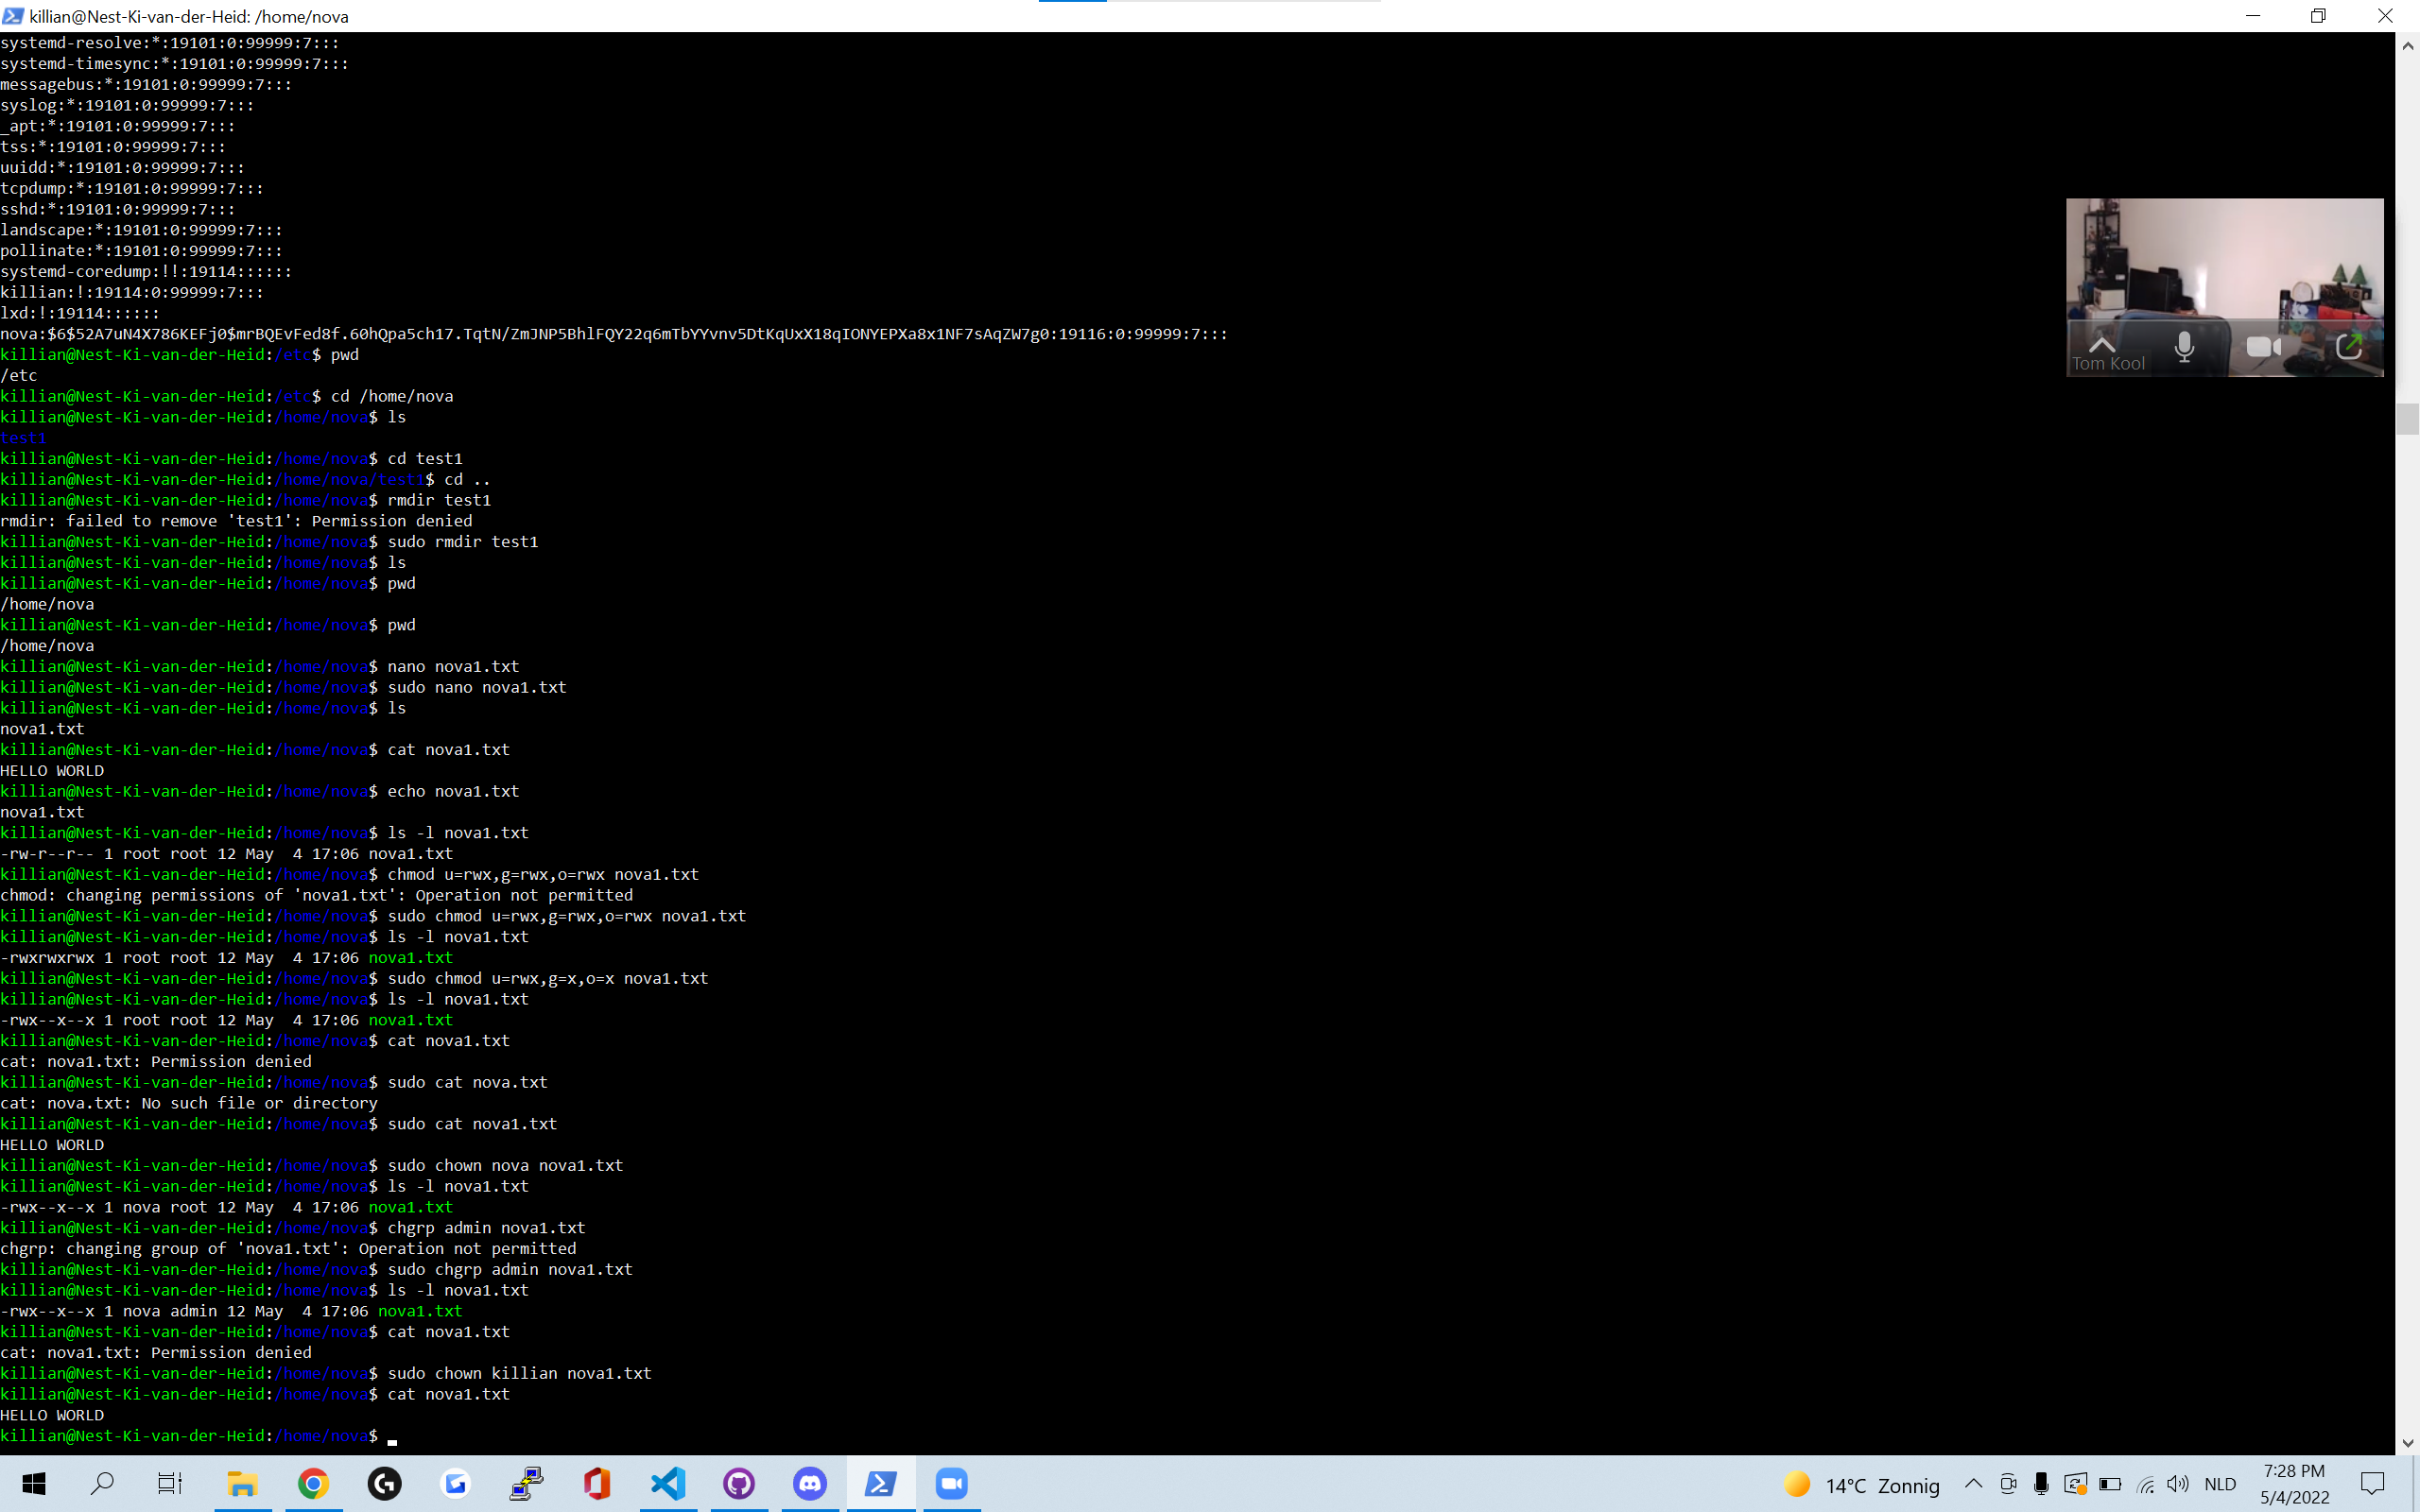 killian@Nest-Ki-van-der-Heid: /home/nova
systemd-resolve:*:19101:0:99999:7:::
systemd-timesync:*:19101:0:99999:7:::
messagebus:*:19101:0:99999:7:::
syslog:*:19101:0:99999:7:::
_apt:*:19101:0:99999:7:::
tss:*:19101:0:99999:7:::
uuidd:*:19101:0:99999:7:::
tcpdump:*:19101:0:99999:7:::
sshd:*:19101:0:99999:7:::
landscape:*:19101:0:99999:7:::
pollinate:*:19101:0:99999:7:::
systemd-coredump:!!:19114::::::
killian:!:19114:0:99999:7:::
lxd:!:19114::::::
nova:$6$52A7uN4X786KEFj0$mrBQEvFed8f.60hQpa5ch17.TqtN/ZmJNP5BhlFQY22q6mTbYYvnv5DtKqUxX18qIONYEPXa8x1NF7sAqZW7g0:19116:0:99999:7:::
killian@Nest-Ki-van-der-Heid:/etc$ pwd
/etc
killian@Nest-Ki-van-der-Heid:/etc$ cd /home/nova
killian@Nest-Ki-van-der-Heid:/home/nova$ ls
test1
killian@Nest-Ki-van-der-Heid:/home/nova$ cd test1
killian@Nest-Ki-van-der-Heid:/home/nova/test1$ cd ..
killian@Nest-Ki-van-der-Heid:/home/nova$ rmdir test1
rmdir: failed to remove 'test1': Permission denied
killian@Nest-Ki-van-der-Heid:/home/nova$ sudo rmdir test1
killian@Nest-Ki-van-der-Heid:/home/nova$ ls
killian@Nest-Ki-van-der-Heid:/home/nova$ pwd
/home/nova
killian@Nest-Ki-van-der-Heid:/home/nova$ pwd
/home/nova
killian@Nest-Ki-van-der-Heid:/home/nova$ nano nova1.txt
killian@Nest-Ki-van-der-Heid:/home/nova$ sudo nano nova1.txt
killian@Nest-Ki-van-der-Heid:/home/nova$ ls
nova1.txt
killian@Nest-Ki-van-der-Heid:/home/nova$ cat nova1.txt
HELLO WORLD
killian@Nest-Ki-van-der-Heid:/home/nova$ echo nova1.txt
nova1.txt
killian@Nest-Ki-van-der-Heid:/home/nova$ ls -l nova1.txt
-rw-r--r-- 1 root root 12 May  4 17:06 nova1.txt
killian@Nest-Ki-van-der-Heid:/home/nova$ chmod u=rwx,g=rwx,o=rwx nova1.txt
chmod: changing permissions of 'nova1.txt': Operation not permitted
killian@Nest-Ki-van-der-Heid:/home/nova$ sudo chmod u=rwx,g=rwx,o=rwx nova1.txt
killian@Nest-Ki-van-der-Heid:/home/nova$ ls -l nova1.txt
-rwxrwxrwx 1 root root 12 May  4 17:06 nova1.txt
killian@Nest-Ki-van-der-Heid:/home/nova$ sudo chmod u=rwx,g=x,o=x nova1.txt
killian@Nest-Ki-van-der-Heid:/home/nova$ ls -l nova1.txt
-rwx--x--x 1 root root 12 May  4 17:06 nova1.txt
killian@Nest-Ki-van-der-Heid:/home/nova$ cat nova1.txt
cat: nova1.txt: Permission denied
killian@Nest-Ki-van-der-Heid:/home/nova$ sudo cat nova.txt
cat: nova.txt: No such file or directory
killian@Nest-Ki-van-der-Heid:/home/nova$ sudo cat nova1.txt
HELLO WORLD
killian@Nest-Ki-van-der-Heid:/home/nova$ sudo chown nova nova1.txt
killian@Nest-Ki-van-der-Heid:/home/nova$ ls -l nova1.txt
-rwx--x--x 1 nova root 12 May  4 17:06 nova1.txt
killian@Nest-Ki-van-der-Heid:/home/nova$ chgrp admin nova1.txt
chgrp: changing group of 'nova1.txt': Operation not permitted
killian@Nest-Ki-van-der-Heid:/home/nova$ sudo chgrp admin nova1.txt
killian@Nest-Ki-van-der-Heid:/home/nova$ ls -l nova1.txt
-rwx--x--x 1 nova admin 12 May  4 17:06 nova1.txt
killian@Nest-Ki-van-der-Heid:/home/nova$ cat nova1.txt
cat: nova1.txt: Permission denied
killian@Nest-Ki-van-der-Heid:/home/nova$ sudo chown killian nova1.txt
killian@Nest-Ki-van-der-Heid:/home/nova$ cat nova1.txt
HELLO WORLD
killian@Nest-Ki-van-der-Heid:/home/nova$
Tom Kool
14°C Zonnig
NLD
7:28 PM
5/4/2022